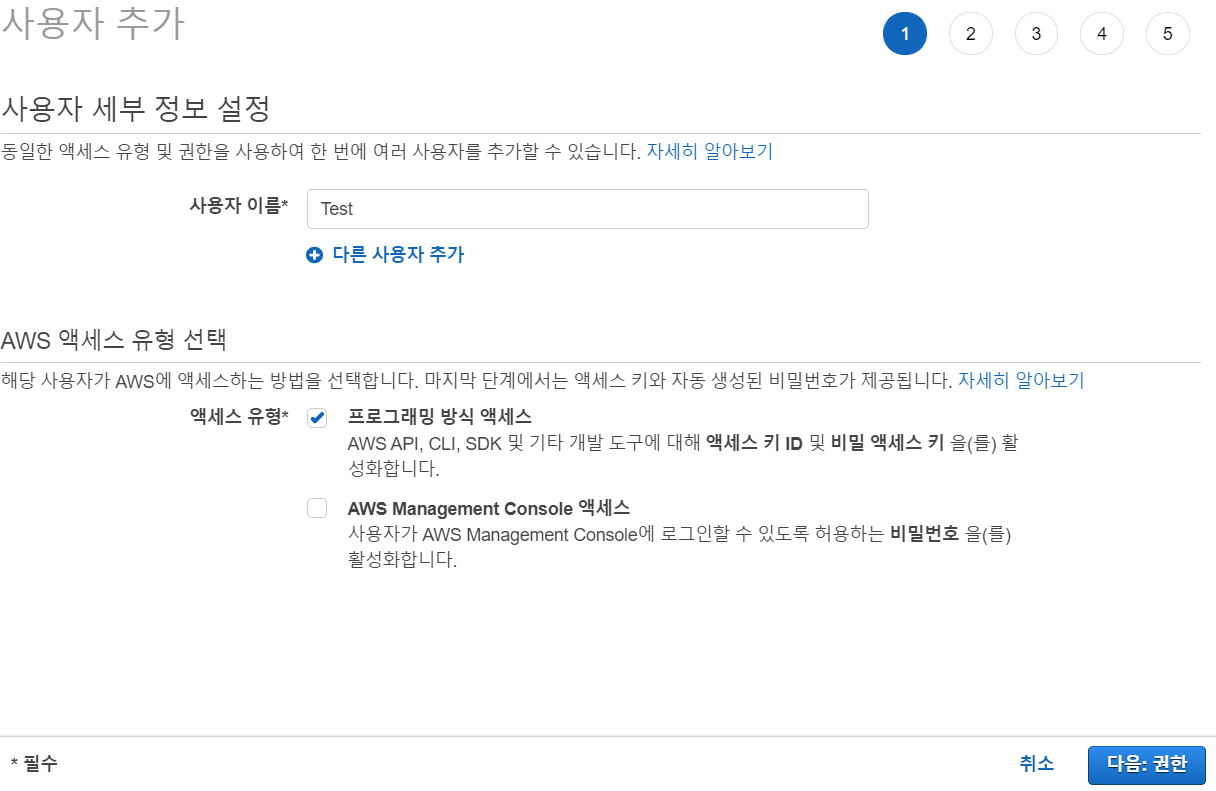 사용자 추가
1 2 3 4 5
사용자 세부 정보 설정
동일한 액세스 유형 및 권한을 사용하여 한 번에 여러 사용자를 추가할 수 있습니다. 자세히 알아보기
사용자 이름* Test
다른 사용자 추가
AWS 액세스 유형 선택
해당 사용자가 AWS에 액세스하는 방법을 선택합니다. 마지막 단계에서는 액세스 키와 자동 생성된 비밀번호가 제공됩니다. 자세히 알아보기
액세스 유형* 프로그래밍 방식 액세스
AWS API, CLI, SDK 및 기타 개발 도구에 대해 액세스 키 ID 및 비밀 액세스 키 을(를) 활
성화합니다.
AWS Management Console 액세스
사용자가 AWS Management Console에 로그인할 수 있도록 허용하는 비밀번호 을(를)
활성화합니다.
* 필수 취소 다음: 권한